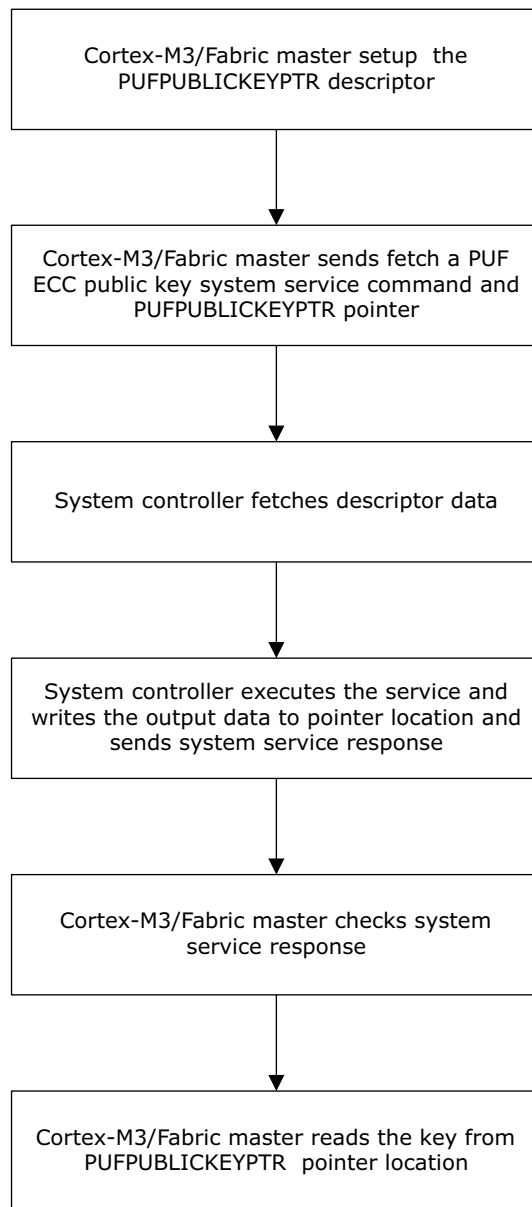 Cortex-M3/Fabric master setup  the
PUFPUBLICKEYPTR descriptor
Cortex-M3/Fabric master sends fetch a PUF
ECC public key system service command and
PUFPUBLICKEYPTR pointer
System controller fetches descriptor data
System controller executes the service and
writes the output data to pointer location and
sends system service response
Cortex-M3/Fabric master checks system
service response
Cortex-M3/Fabric master reads the key from
PUFPUBLICKEYPTR  pointer location